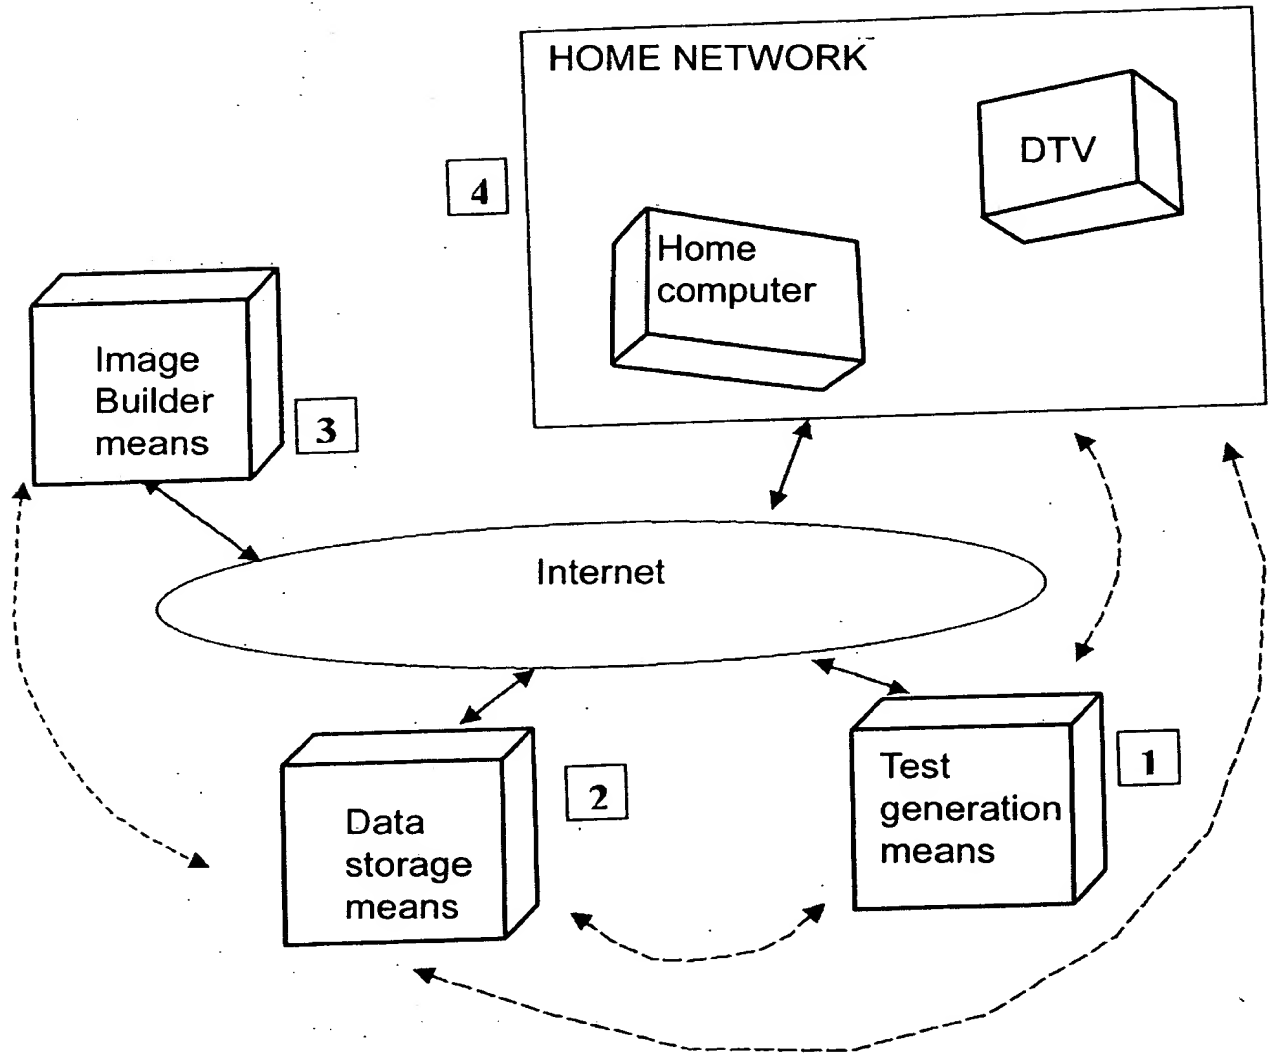 HOME NETWORK
DTV
4
Home
computer
Image
Builder
means
3
Internet
Test
generation
means
1
2
Data
storage
means